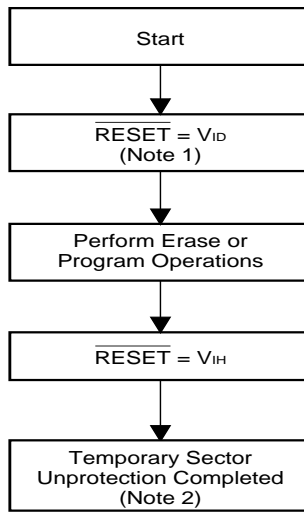 Start
RESET = VID
(Note 1)
Perform Erase or
Program Operations
RESET = VIH
Temporary Sector
Unprotection Completed
(Note 2)